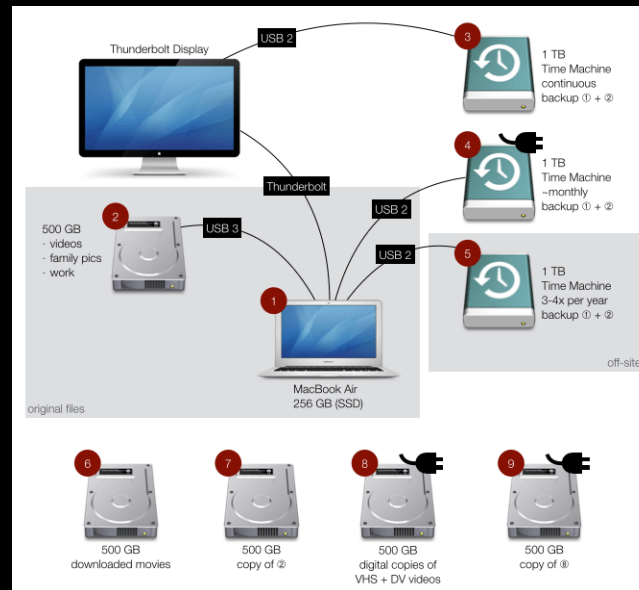 Thunderbolt Display
USB 2
3
1 TB
Time Machine
continuous
backup ① + ②
4
1 TB
Time Machine
~monthly
backup ① + ②
Thunderbolt
USB 2
500 GB
- videos
- family pics
- work
2
USB 3
USB 2
5
1 TB
Time Machine
3-4x per year
backup ① + ②
off-site
1
MacBook Air
256 GB (SSD)
original files
6
500 GB
downloaded movies
7
500 GB
copy of ②
8
500 GB
digital copies of
VHS + DV videos
9
500 GB
copy of ⑧